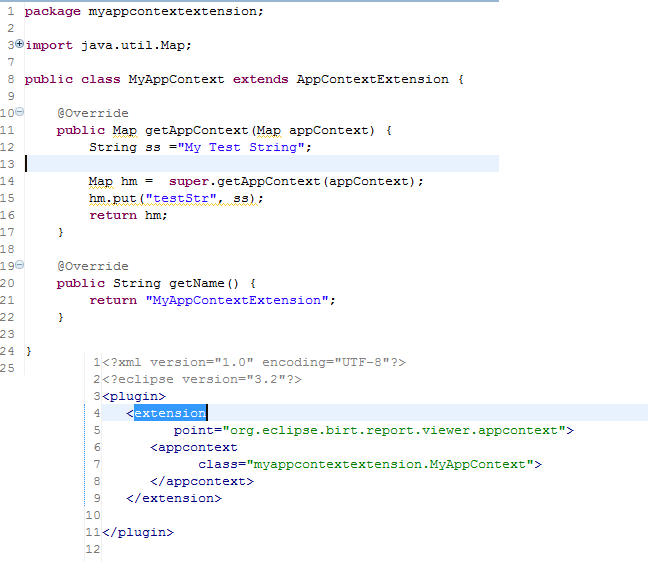 1 package myappcontextextension;
2
3 import java.util.Map;
7
8 public class MyAppContext extends AppContextExtension {
9
10 @Override
11 public Map getAppContext(Map appContext) {
12 String ss ="My Test String";
13
14 Map hm = super.getAppContext(appContext);
15 hm.put("testStr", ss);
16 return hm;
17 }
18
19 @Override
20 public String getName() {
21 return "MyAppContextExtension";
22 }
23
24 }
25
1 <?xml version="1.0" encoding="UTF-8"?>
2 <?eclipse version="3.2"?>
3 <plugin>
4 <extension
5 point="org.eclipse.birt.report.viewer.appcontext">
6 <appcontext
7 class="myappcontextextension.MyAppContext">
8 </appcontext>
9 </extension>
10
11 </plugin>
12